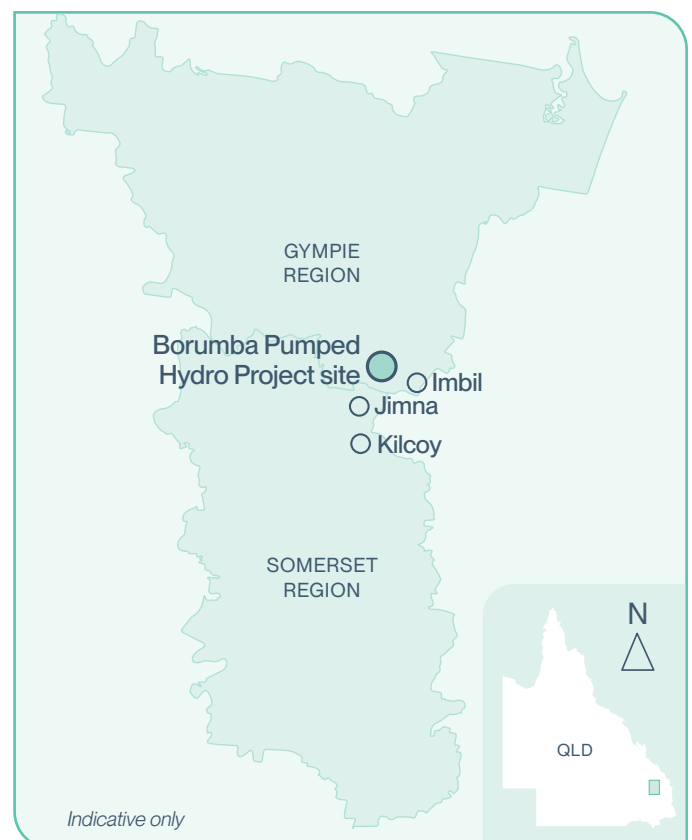 GYMPIE
REGION
Borumba Pumped
Hydro Project site
Imbil
Jimna
Kilcoy
SOMERSET
REGION
N
QLD
Indicative only